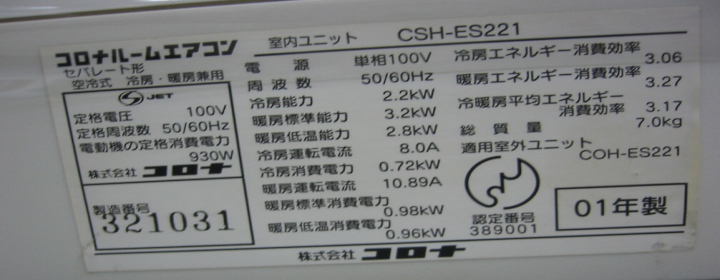 コロナルームエアコン
セパレート形
空冷式 冷房・暖房兼用
JET
定格電圧 100V
定格周波数 50/60Hz
電動機の定格消費電力
930W
株式会社 コロナ
製造番号
321031
室内ユニット CSH-ES221
電源 単相100V
周波数 50/60Hz
冷房能力 2.2kW
暖房標準能力 3.2kW
暖房低温能力 2.8kW
冷房運転電流 8.0A
冷房消費電力 0.72kW
暖房運転電流 10.89A
暖房標準消費電力
0.98kW
暖房低温消費電力
0.96kW
冷房エネルギー消費効率
3.06
暖房エネルギー消費効率
3.27
冷暖房平均エネルギー
消費効率 3.17
総質量 7.0kg
適用室外ユニット
COH-ES221
認定番号
389001
01年製
株式会社 コロナ